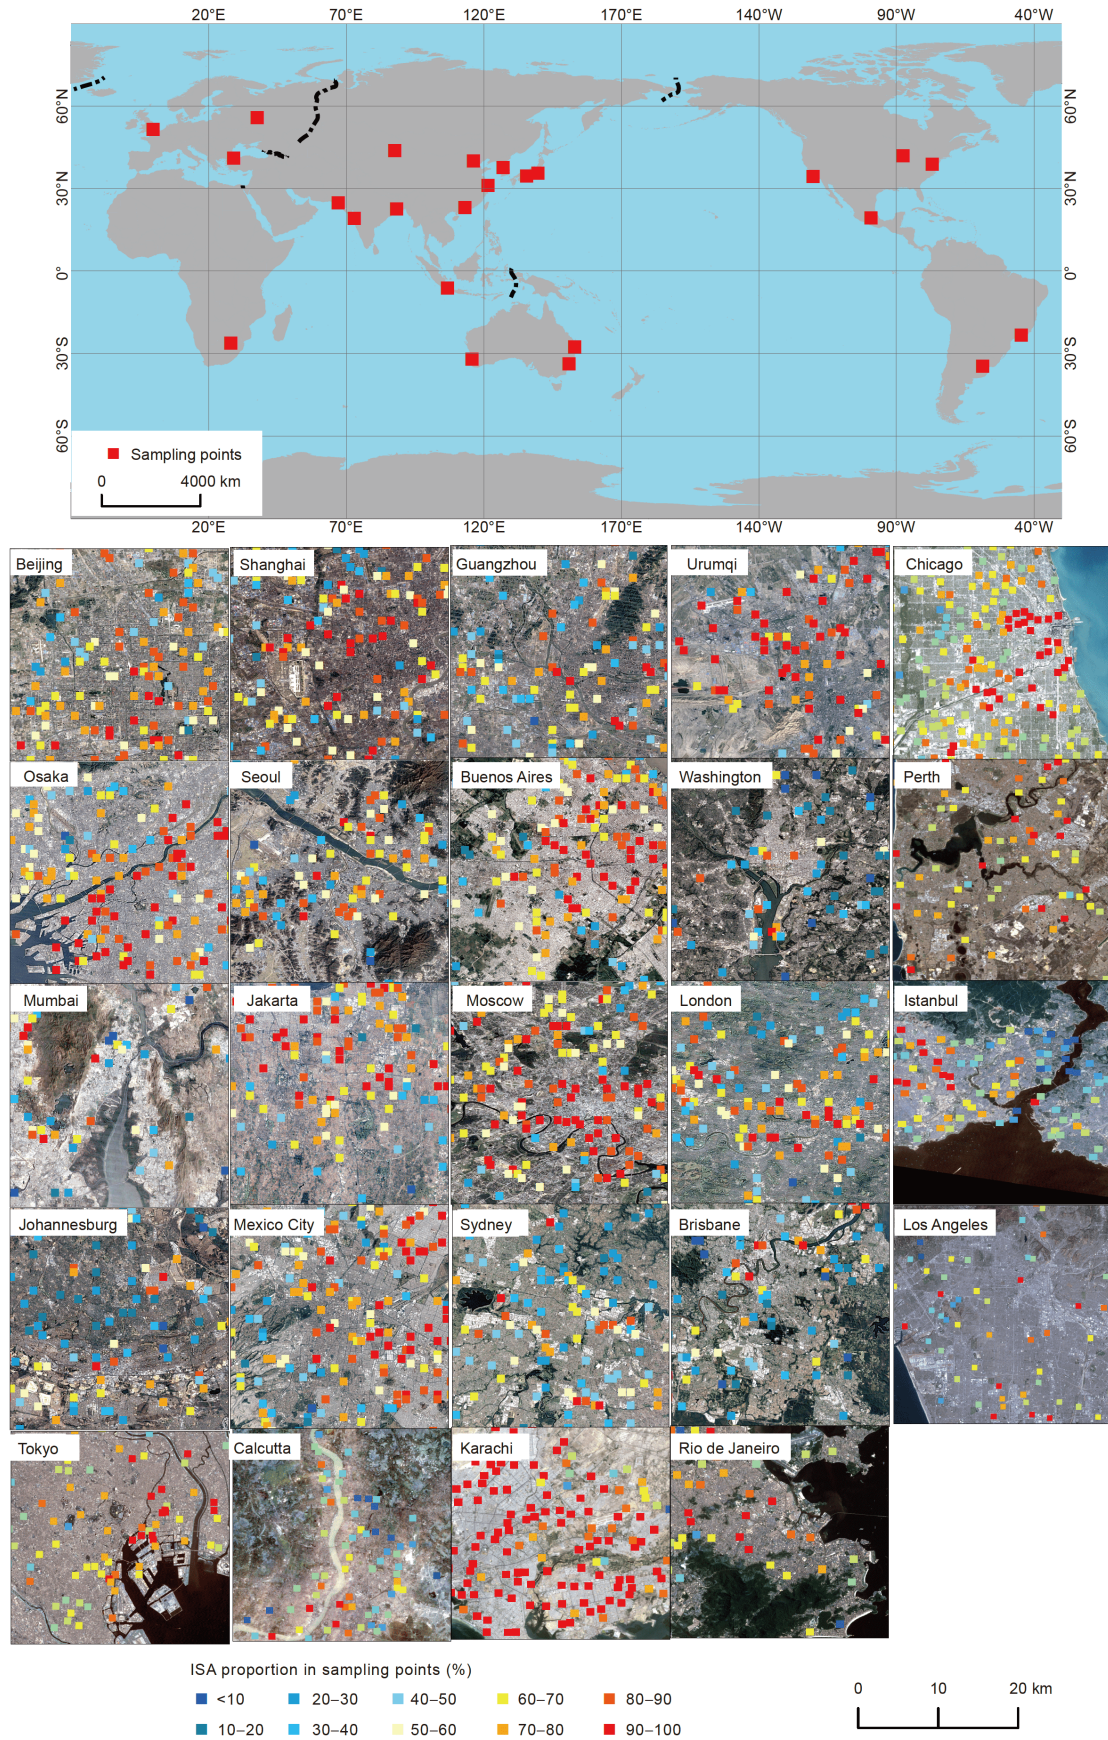 20°E 70°E 120°E 170°E 140°W 90°W 40°W
60°N 60°N
30°N 30°N
0° 0°
30°S 30°S
60°S 60°S
Sampling points
0 4000 km
20°E 70°E 120°E 170°E 140°W 90°W 40°W
Beijing Shanghai Guangzhou Urumqi Chicago
Osaka Seoul Buenos Aires Washington Perth
Mumbai Jakarta Moscow London Istanbul
Johannesburg Mexico City Sydney Brisbane Los Angeles
Tokyo Calcutta Karachi Rio de Janeiro
ISA proportion in sampling points (%)
<10 20–30 40–50 60–70 80–90
10–20 30–40 50–60 70–80 90–100
0 10 20 km